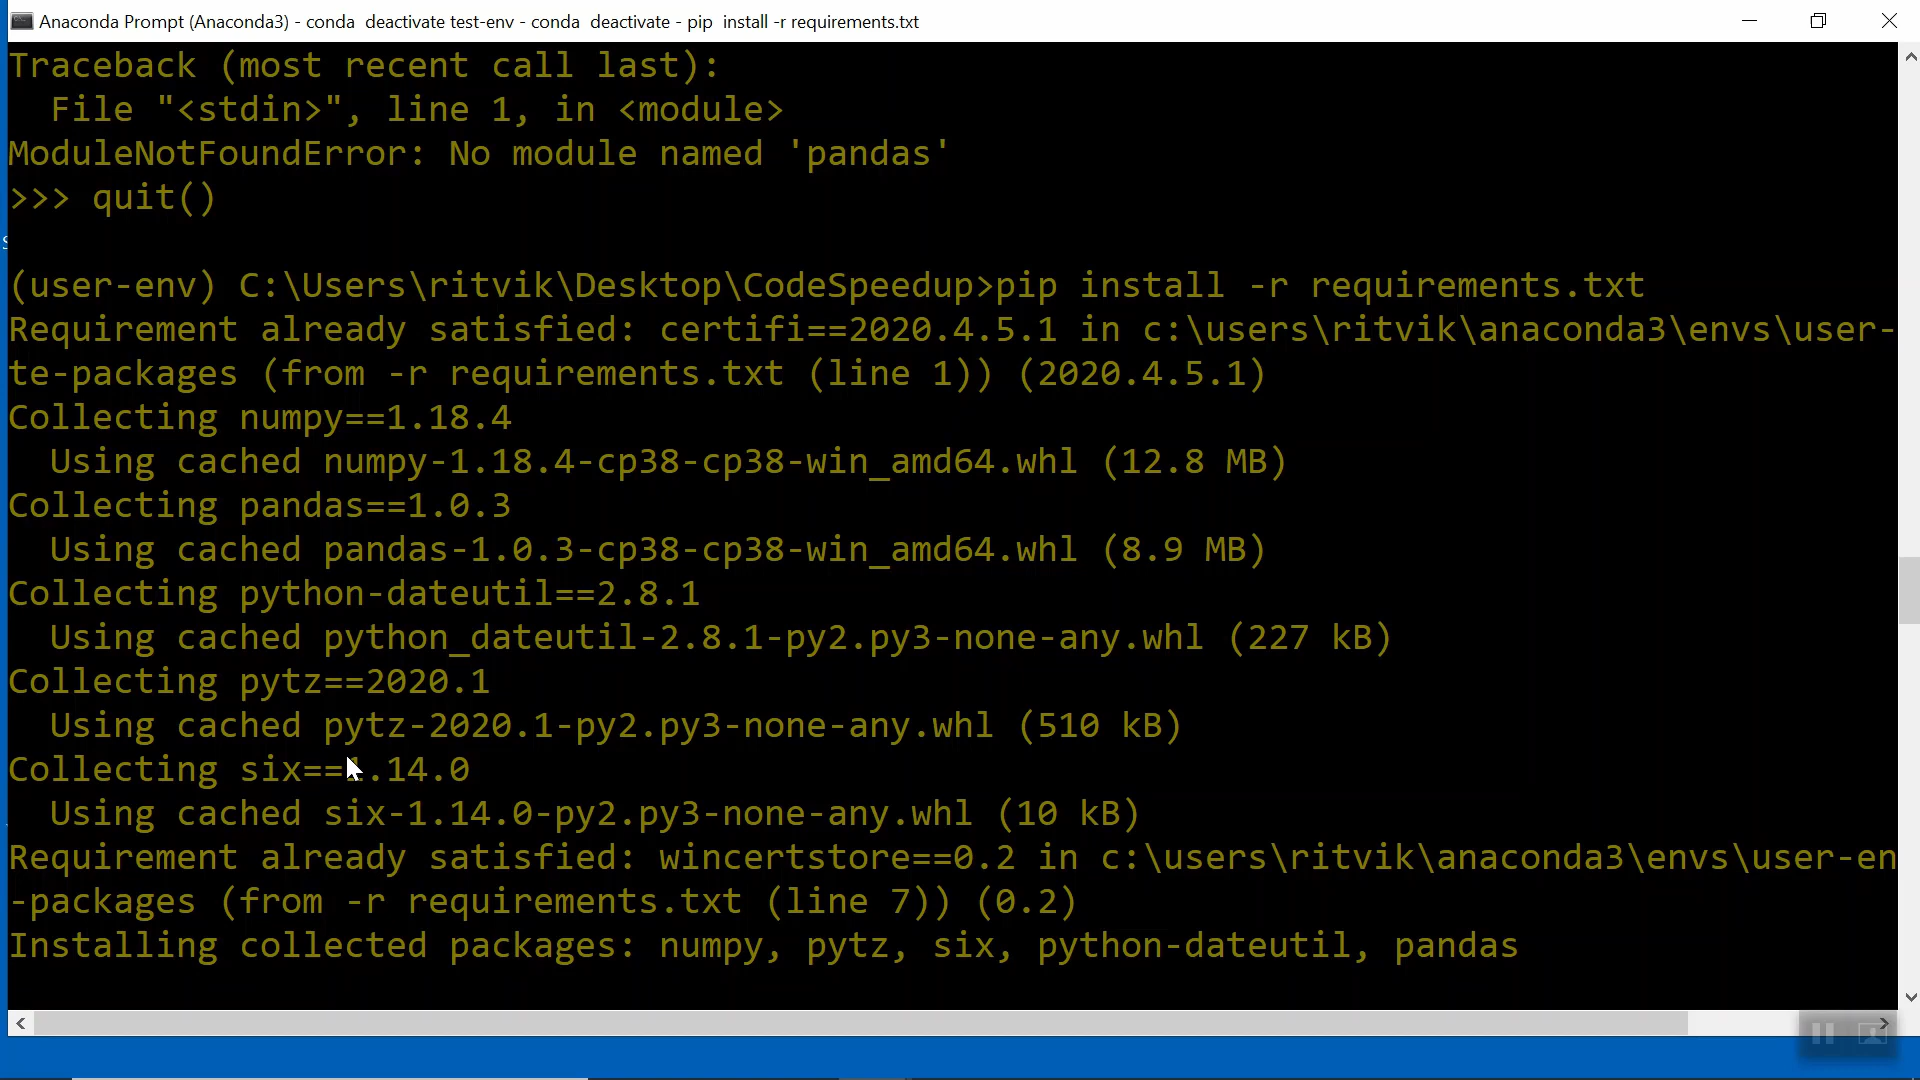 Anaconda Prompt (Anaconda3) - conda  deactivate test-env - conda  deactivate - pip  install -r requirements.txt
Traceback (most recent call last):
  File "<stdin>", line 1, in <module>
ModuleNotFoundError: No module named 'pandas'
>>> quit()
(user-env) C:\Users\ritvik\Desktop\CodeSpeedup>pip install -r requirements.txt
Requirement already satisfied: certifi==2020.4.5.1 in c:\users\ritvik\anaconda3\envs\user-
te-packages (from -r requirements.txt (line 1)) (2020.4.5.1)
Collecting numpy==1.18.4
  Using cached numpy-1.18.4-cp38-cp38-win_amd64.whl (12.8 MB)
Collecting pandas==1.0.3
  Using cached pandas-1.0.3-cp38-cp38-win_amd64.whl (8.9 MB)
Collecting python-dateutil==2.8.1
  Using cached python_dateutil-2.8.1-py2.py3-none-any.whl (227 kB)
Collecting pytz==2020.1
  Using cached pytz-2020.1-py2.py3-none-any.whl (510 kB)
Collecting six==1.14.0
  Using cached six-1.14.0-py2.py3-none-any.whl (10 kB)
Requirement already satisfied: wincertstore==0.2 in c:\users\ritvik\anaconda3\envs\user-en
-packages (from -r requirements.txt (line 7)) (0.2)
Installing collected packages: numpy, pytz, six, python-dateutil, pandas